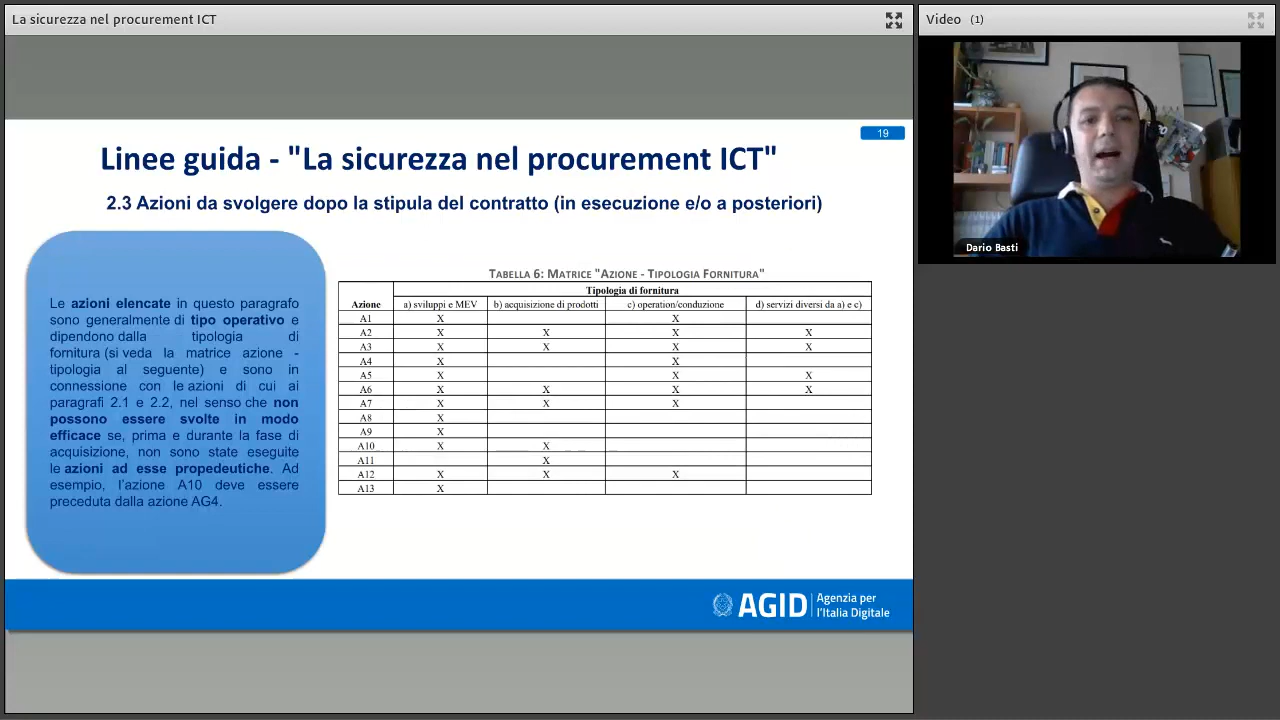 La sicurezza nel procurement ICT
Video (1)
Dario Basti
19
Linee guida - "La sicurezza nel procurement ICT"
2.3 Azioni da svolgere dopo la stipula del contratto (in esecuzione e/o a posteriori)
Le azioni elencate in questo paragrafo
sono generalmente di tipo operativo e
dipendono dalla tipologia di
fornitura (si veda la matrice azione -
tipologia al seguente) e sono in
connessione con le azioni di cui ai
paragrafi 2.1 e 2.2, nel senso che non
possono essere svolte in modo
efficace se, prima e durante la fase di
acquisizione, non sono state eseguite
le azioni ad esse propedeutiche. Ad
esempio, l'azione A10 deve essere
preceduta dalla azione AG4.
TABELLA 6: MATRICE "AZIONE - TIPOLOGIA FORNITURA"
Tipologia di fornitura
Azione a) sviluppi e MEV b) acquisizione di prodotti c) operation/conduzione d) servizi diversi da a) e c)
A1 X X
A2 X X X X
A3 X X X X
A4 X X
A5 X X X
A6 X X X X
A7 X X X
A8 X
A9 X
A10 X X
A11 X
A12 X X X
A13 X
AGID Agenzia per
l'Italia Digitale